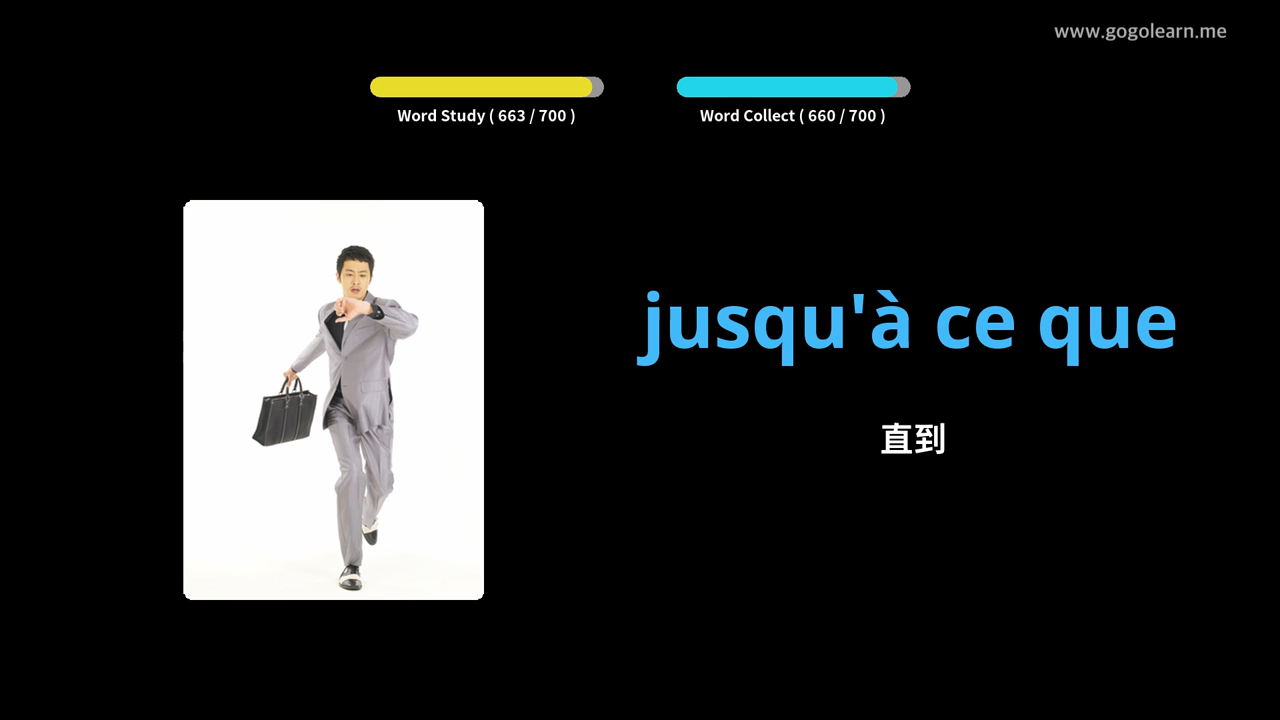 www.gogolearn.me
Word Study ( 663 / 700 )
Word Collect ( 660 / 700 )
jusqu'à ce que
直到